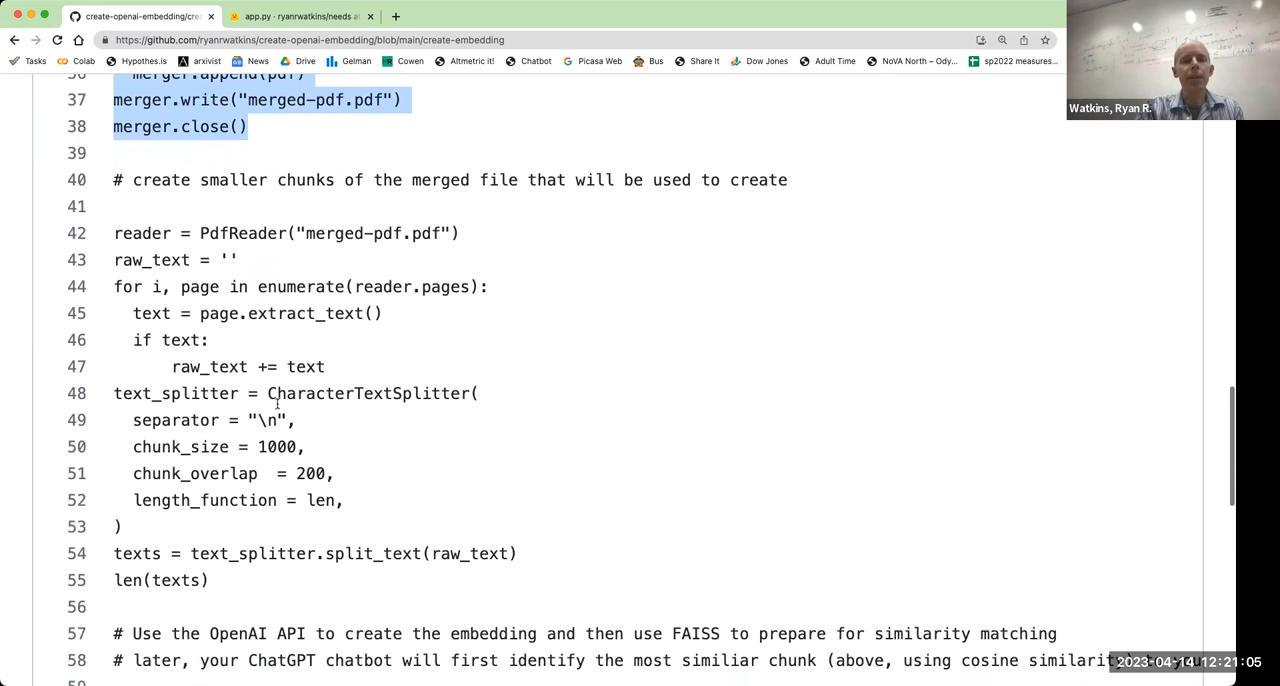 create-openai-embedding/crea
app.py · ryanrwatkins/needs at
https://github.com/ryanrwatkins/create-openai-embedding/blob/main/create-embedding
Tasks
Colab
Hypothes.is
arxivist
News
Drive
Gelman
Cowen
Altmetric it!
Chatbot
Picasa Web
Bus
Share It
Dow Jones
Adult Time
NoVA North – Ody...
sp2022 measures...
Watkins, Ryan R.
36 merger.append(pdf)
37 merger.write("merged-pdf.pdf")
38 merger.close()
39
40 # create smaller chunks of the merged file that will be used to create
41
42 reader = PdfReader("merged-pdf.pdf")
43 raw_text = ''
44 for i, page in enumerate(reader.pages):
45   text = page.extract_text()
46   if text:
47       raw_text += text
48 text_splitter = CharacterTextSplitter(
49   separator = "\n",
50   chunk_size = 1000,
51   chunk_overlap  = 200,
52   length_function = len,
53 )
54 texts = text_splitter.split_text(raw_text)
55 len(texts)
56
57 # Use the OpenAI API to create the embedding and then use FAISS to prepare for similarity matching
58 # later, your ChatGPT chatbot will first identify the most similiar chunk (above, using cosine similarity)
2023-04-14 12:21:05